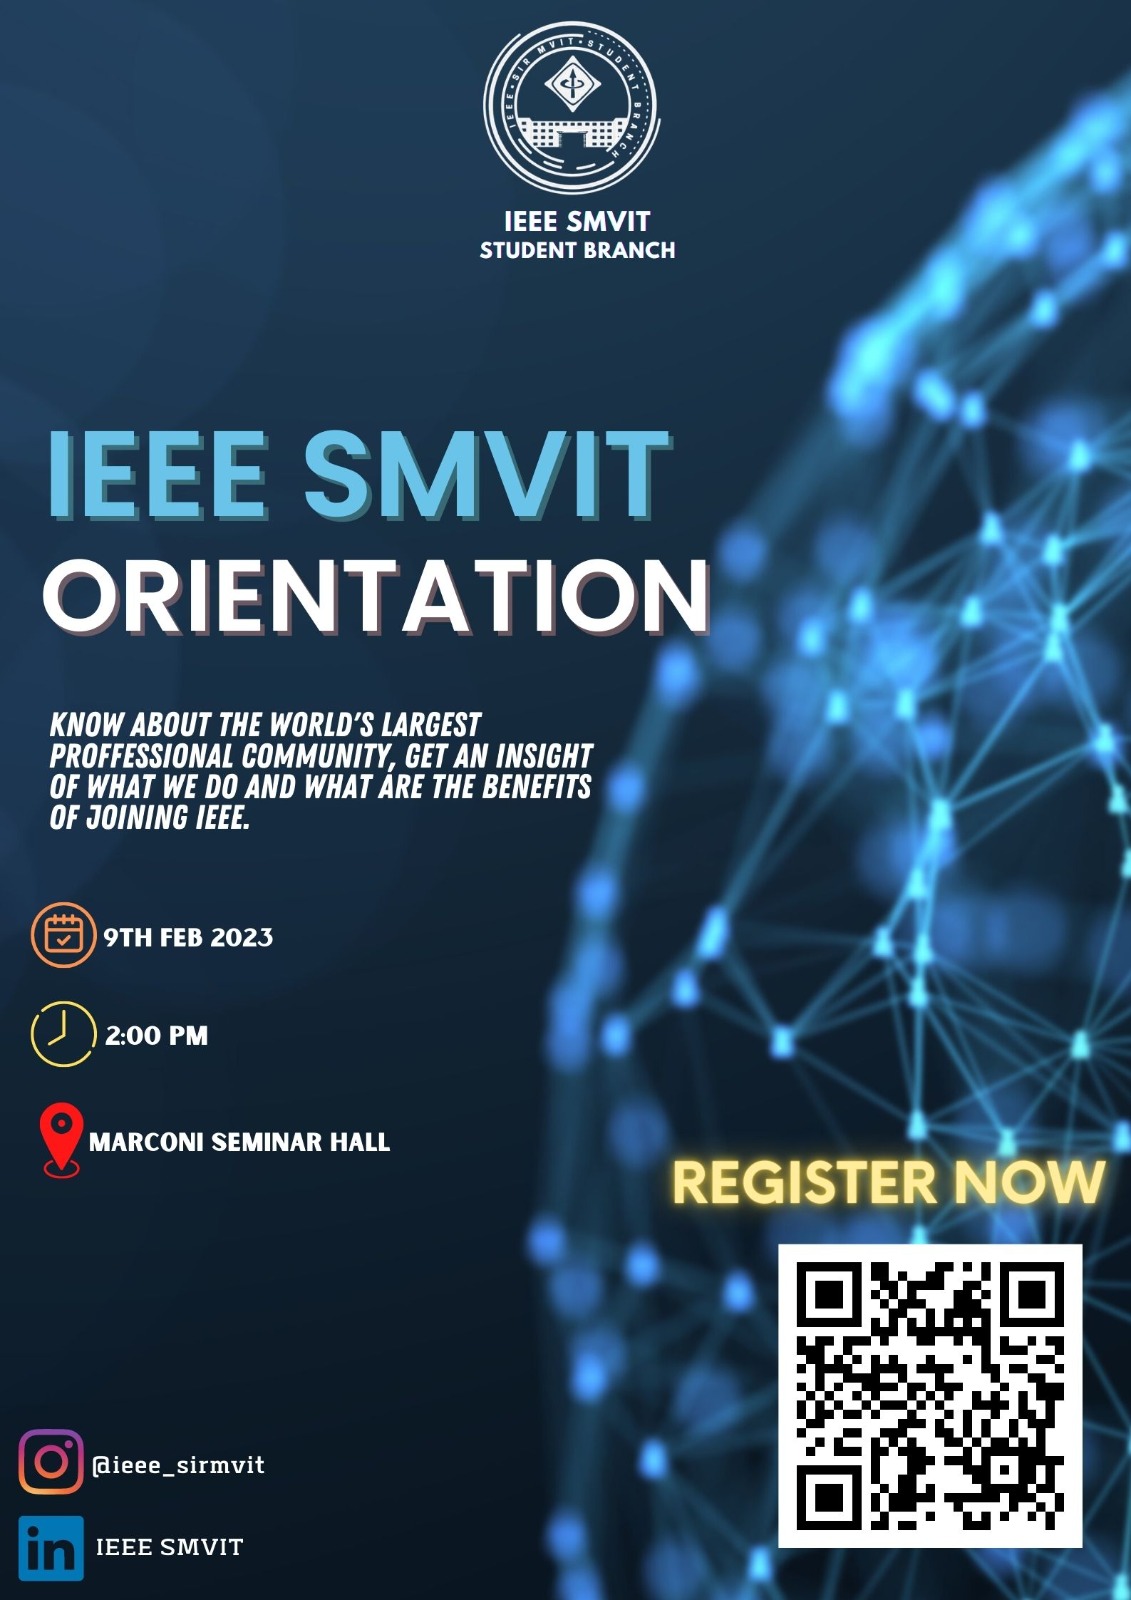 IEEE • SIR MVIT • STUDENT BRANCH
IEEE SMVIT
STUDENT BRANCH
IEEE SMVIT
ORIENTATION
KNOW ABOUT THE WORLD'S LARGEST
PROFFESSIONAL COMMUNITY, GET AN INSIGHT
OF WHAT WE DO AND WHAT ARE THE BENEFITS
OF JOINING IEEE.
9TH FEB 2023
2:00 PM
MARCONI SEMINAR HALL
REGISTER NOW
@ieee_sirmvit
in IEEE SMVIT